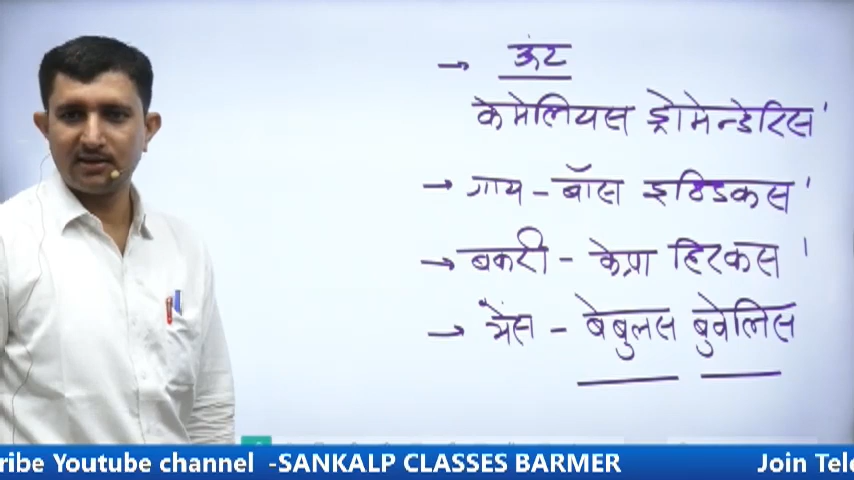 → ऊंट
केमेलियस ड्रोमेन्डेरिस'
→ गाय - बॉस इण्डिकस'
→ बकरी - केप्रा हिरकस'
→ भैंस - बेबुलस बुबेलिस
ribe Youtube channel -SANKALP CLASSES BARMER Join Tele